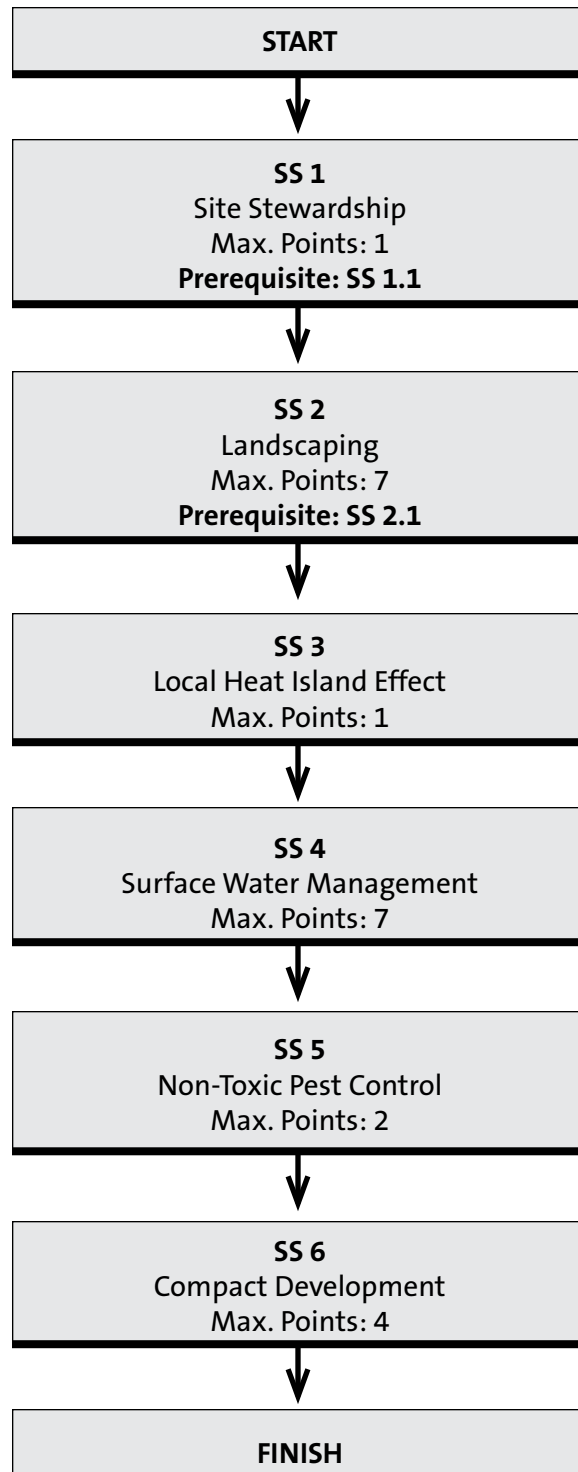 START
SS 1
Site Stewardship
Max. Points: 1
Prerequisite: SS 1.1
SS 2
Landscaping
Max. Points: 7
Prerequisite: SS 2.1
SS 3
Local Heat Island Effect
Max. Points: 1
SS 4
Surface Water Management
Max. Points: 7
SS 5
Non-Toxic Pest Control
Max. Points: 2
SS 6
Compact Development
Max. Points: 4
FINISH